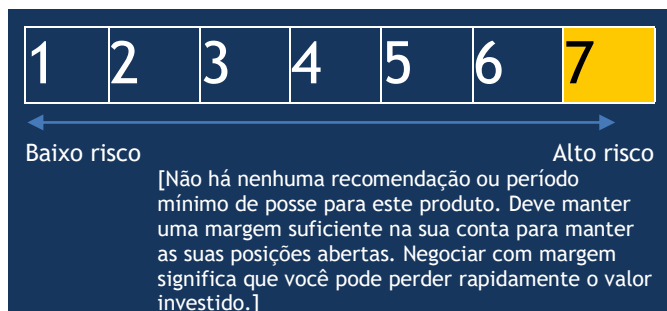 1 2 3 4 5 6 7
Baixo risco Alto risco
[Não há nenhuma recomendação ou período
mínimo de posse para este produto. Deve manter
uma margem suficiente na sua conta para manter
as suas posições abertas. Negociar com margem
significa que você pode perder rapidamente o valor
investido.]